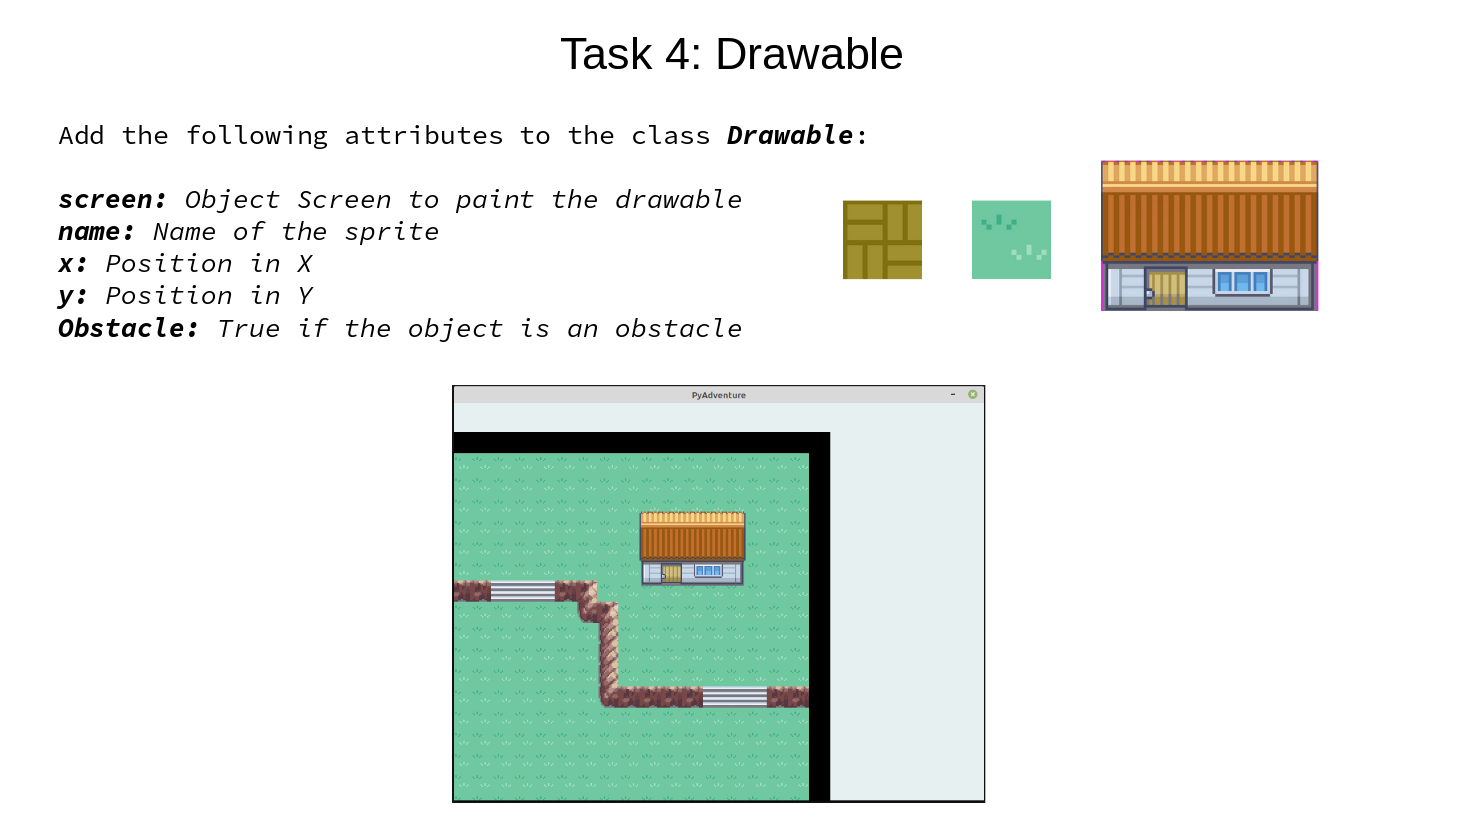 Task 4: Drawable
Add the following attributes to the class Drawable:
screen: Object Screen to paint the drawable
name: Name of the sprite
x: Position in X
y: Position in Y
Obstacle: True if the object is an obstacle
PyAdventure